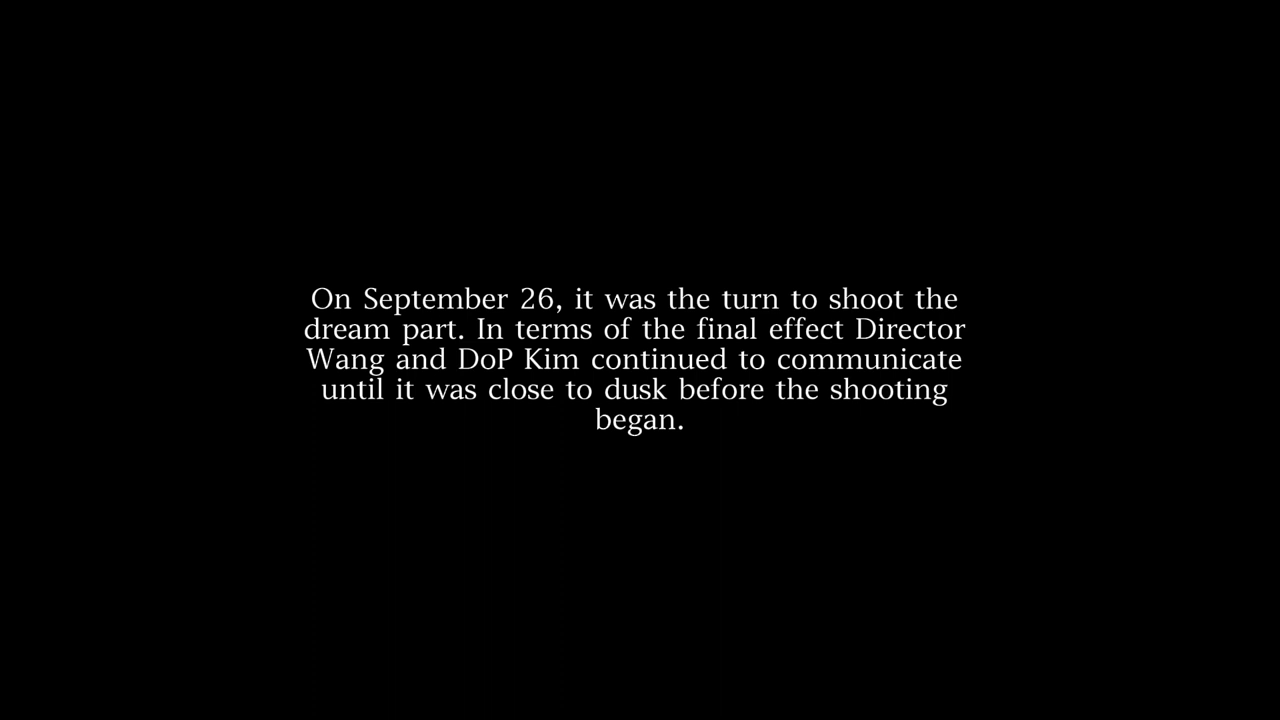 On September 26, it was the turn to shoot the
dream part. In terms of the final effect Director
Wang and DoP Kim continued to communicate
until it was close to dusk before the shooting
began.